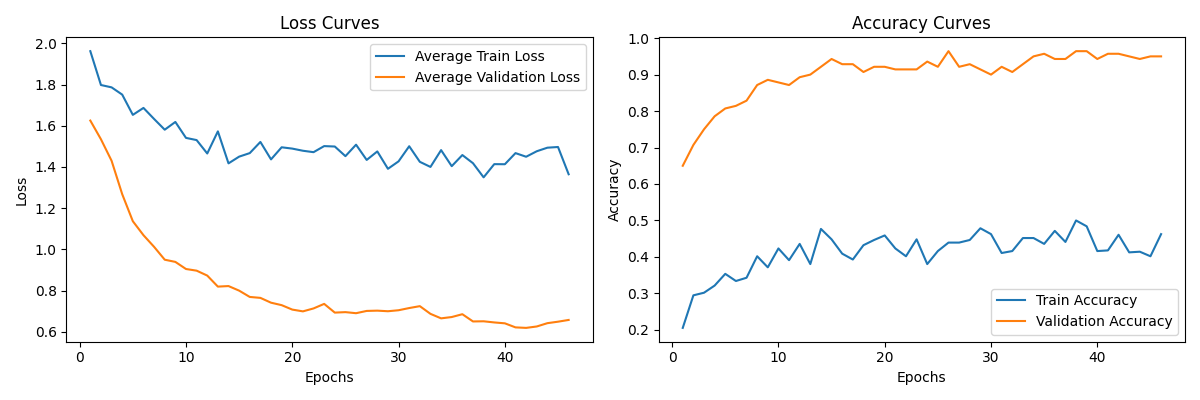 Loss Curves
Average Train Loss
Average Validation Loss
2.0
1.8
1.6
1.4
1.2
1.0
0.8
0.6
Loss
0 10 20 30 40
Epochs
Accuracy Curves
Train Accuracy
Validation Accuracy
1.0
0.9
0.8
0.7
0.6
0.5
0.4
0.3
0.2
Accuracy
0 10 20 30 40
Epochs